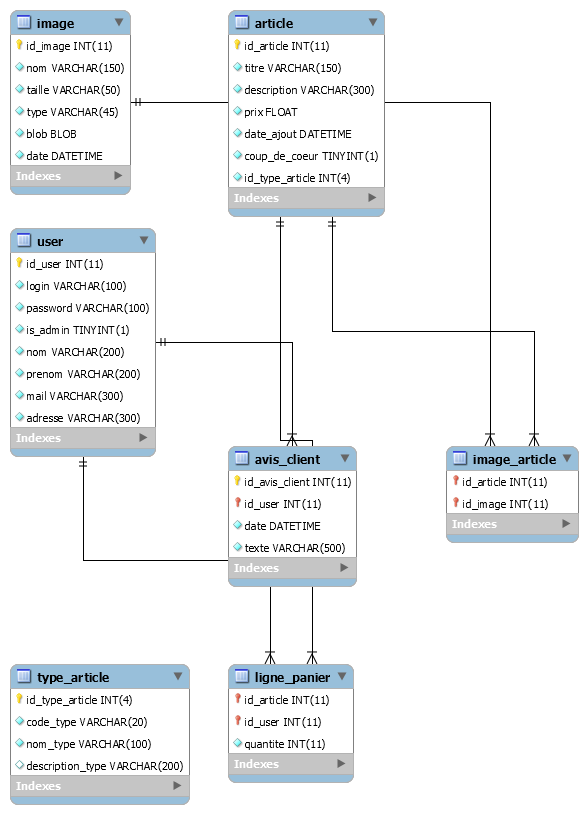 image
id_image INT(11)
nom VARCHAR(150)
taille VARCHAR(50)
type VARCHAR(45)
blob BLOB
date DATETIME
Indexes
article
id_article INT(11)
titre VARCHAR(150)
description VARCHAR(300)
prix FLOAT
date_ajout DATETIME
coup_de_coeur TINYINT(1)
id_type_article INT(4)
Indexes
user
id_user INT(11)
login VARCHAR(100)
password VARCHAR(100)
is_admin TINYINT(1)
nom VARCHAR(200)
prenom VARCHAR(200)
mail VARCHAR(300)
adresse VARCHAR(300)
Indexes
avis_client
id_avis_client INT(11)
id_user INT(11)
date DATETIME
texte VARCHAR(500)
Indexes
image_article
id_article INT(11)
id_image INT(11)
Indexes
type_article
id_type_article INT(4)
code_type VARCHAR(20)
nom_type VARCHAR(100)
description_type VARCHAR(200)
Indexes
ligne_panier
id_article INT(11)
id_user INT(11)
quantite INT(11)
Indexes